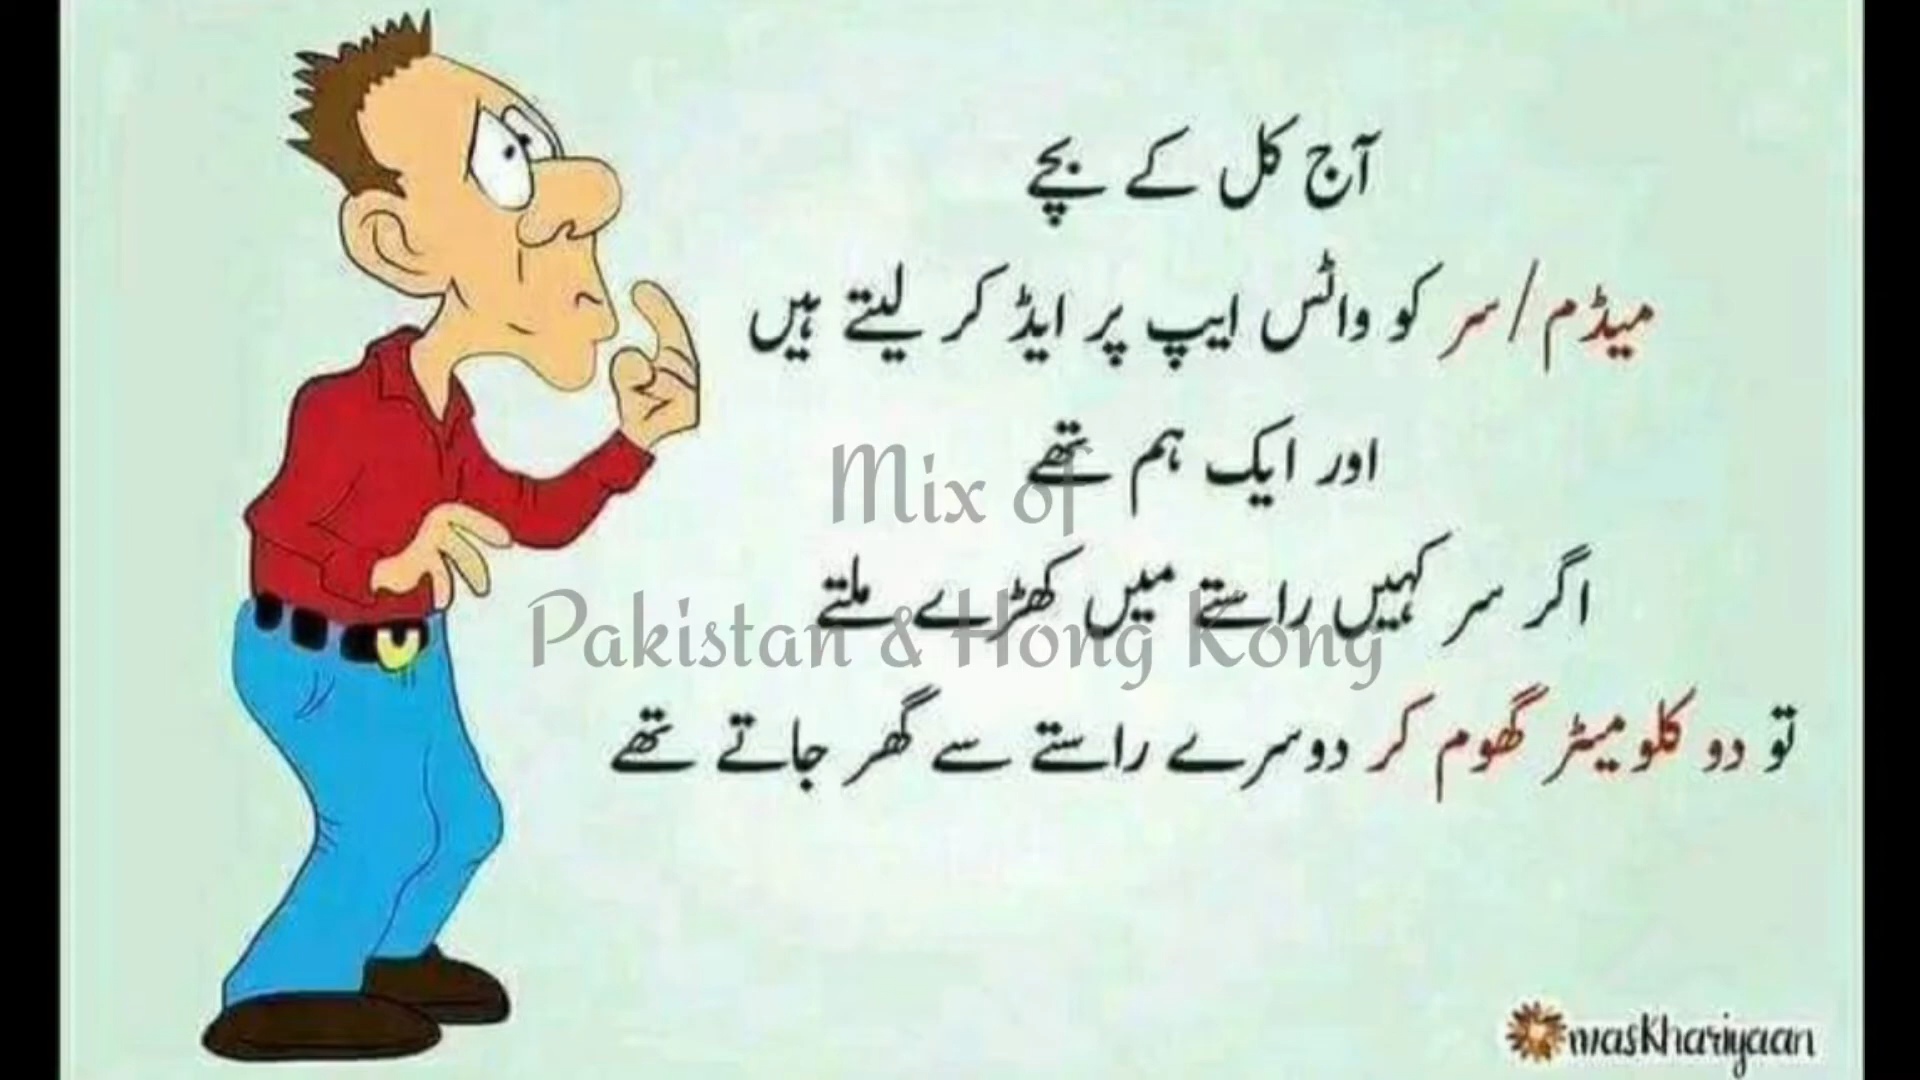 آج کل کے بچے
میڈم/سر کو واٹس ایپ پر ایڈ کر لیتے ہیں
اور ایک ہم تھے
اگر سر کہیں راستے میں کھڑے ملتے
تو دو کلومیٹر گھوم کر دوسرے راستے سے گھر جاتے تھے
Mix of
Pakistan & Hong Kong
maskhariyaan